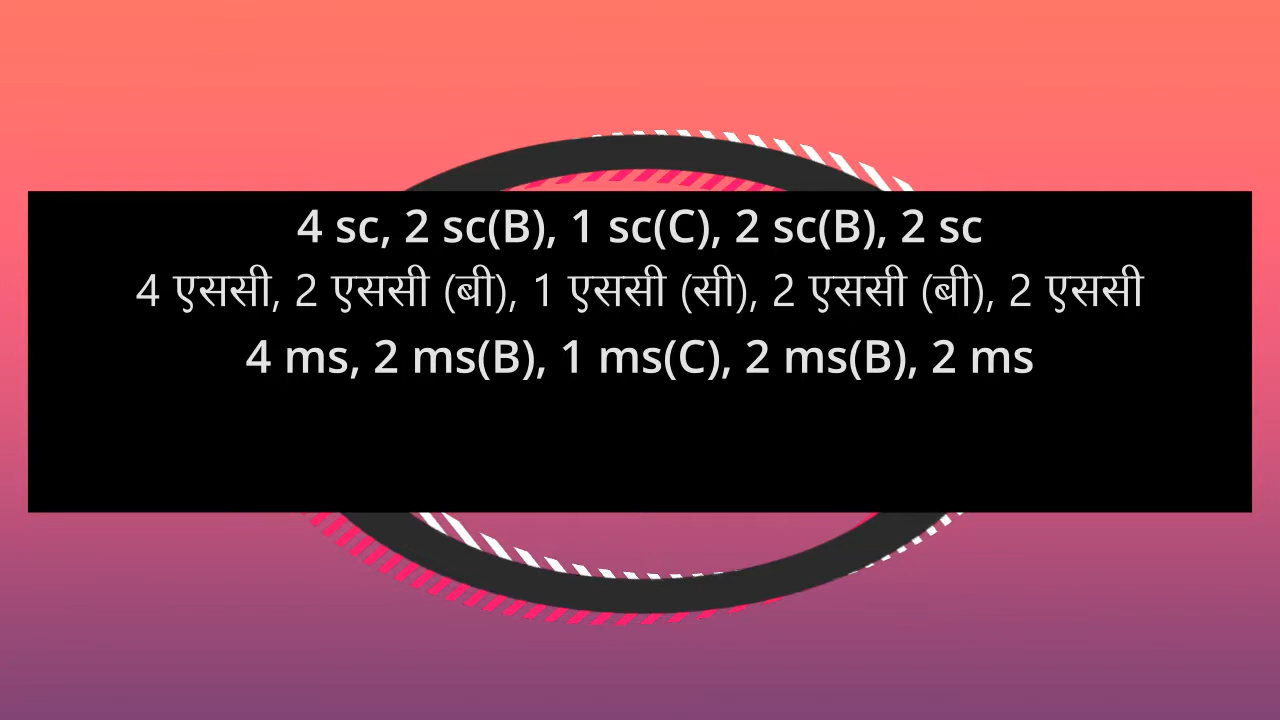 4 sc, 2 sc(B), 1 sc(C), 2 sc(B), 2 sc
4 एससी, 2 एससी (बी), 1 एससी (सी), 2 एससी (बी), 2 एससी
4 ms, 2 ms(B), 1 ms(C), 2 ms(B), 2 ms